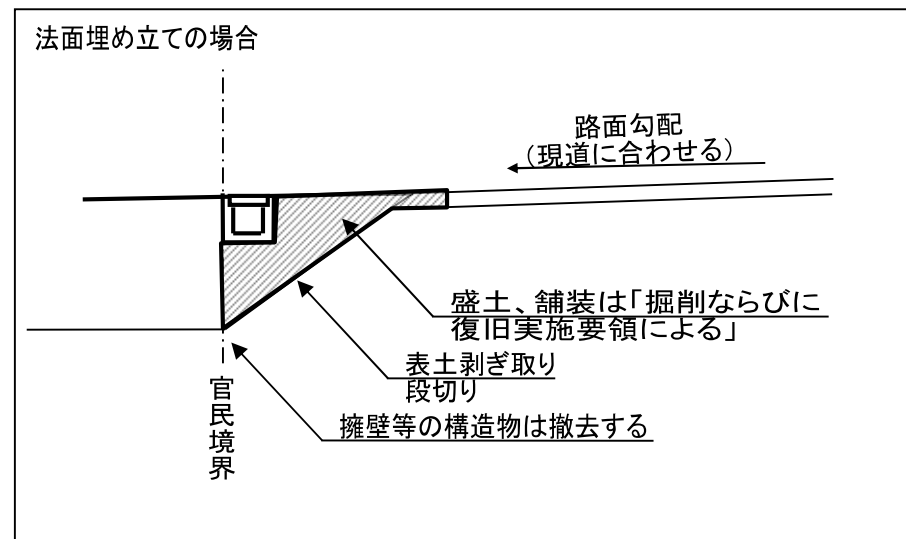 法面埋め立ての場合
路面勾配
（現道に合わせる）
盛土、舗装は「掘削ならびに
復旧実施要領による」
表土剥ぎ取り
段切り
擁壁等の構造物は撤去する
官民境界